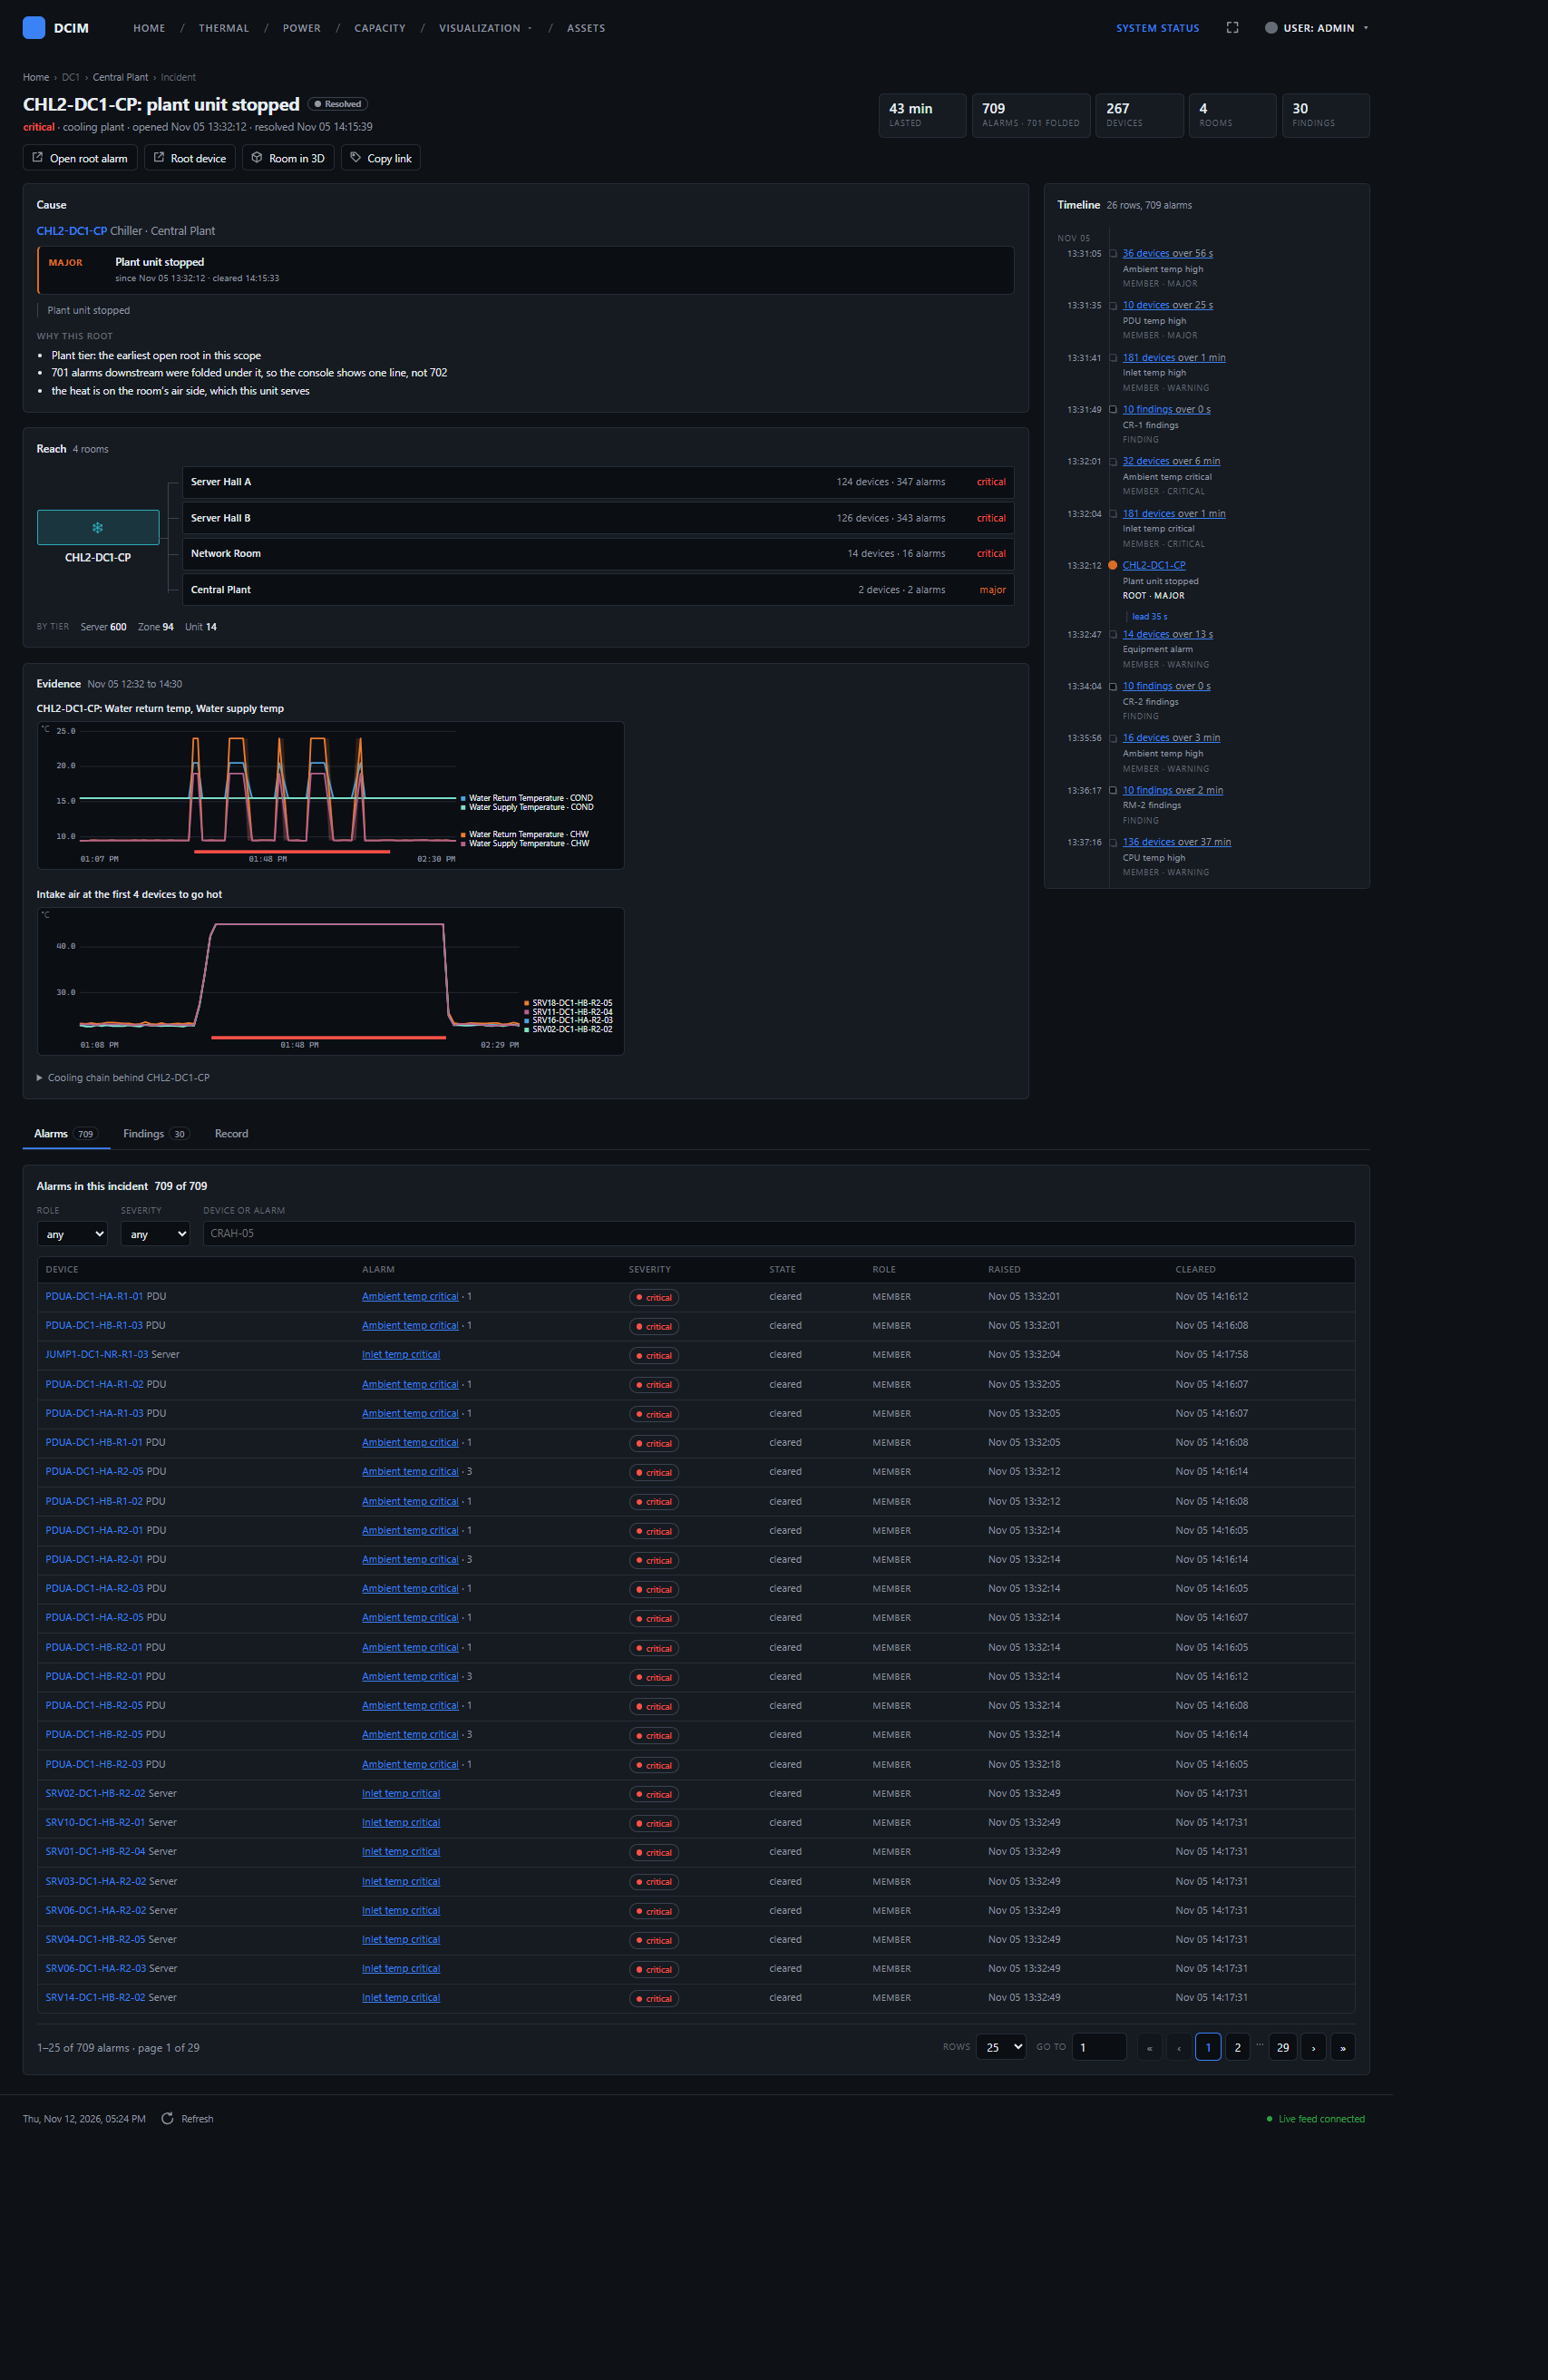 DCIM HOME / THERMAL / POWER / CAPACITY / VISUALIZATION / ASSETS SYSTEM STATUS USER: ADMIN
Home › DC1 › Central Plant › Incident
CHL2-DC1-CP: plant unit stopped Resolved
critical · cooling plant · opened Nov 05 13:32:12 · resolved Nov 05 14:15:39
43 min
LASTED
709
ALARMS · 701 FOLDED
267
DEVICES
4
ROOMS
30
FINDINGS
Open root alarm Root device Room in 3D Copy link
Cause
CHL2-DC1-CP Chiller · Central Plant
MAJOR Plant unit stopped
since Nov 05 13:32:12 · cleared 14:15:33
Plant unit stopped
WHY THIS ROOT
• Plant tier: the earliest open root in this scope
• 701 alarms downstream were folded under it, so the console shows one line, not 702
• the heat is on the room's air side, which this unit serves
Reach 4 rooms
CHL2-DC1-CP
Server Hall A 124 devices · 347 alarms critical
Server Hall B 126 devices · 343 alarms critical
Network Room 14 devices · 16 alarms critical
Central Plant 2 devices · 2 alarms major
BY TIER Server 600 Zone 94 Unit 14
Evidence Nov 05 12:32 to 14:30
CHL2-DC1-CP: Water return temp, Water supply temp
°C
25.0
20.0
15.0
10.0
Water Return Temperature · COND
Water Supply Temperature · COND
Water Return Temperature · CHW
Water Supply Temperature · CHW
01:07 PM 01:48 PM 02:30 PM
Intake air at the first 4 devices to go hot
°C
40.0
30.0
SRV18-DC1-HB-R2-05
SRV11-DC1-HB-R2-04
SRV16-DC1-HA-R2-03
SRV02-DC1-HB-R2-02
01:08 PM 01:48 PM 02:29 PM
Cooling chain behind CHL2-DC1-CP
Timeline 26 rows, 709 alarms
NOV 05
13:31:05 36 devices over 56 s
Ambient temp high
MEMBER · MAJOR
13:31:35 10 devices over 25 s
PDU temp high
MEMBER · MAJOR
13:31:41 181 devices over 1 min
Inlet temp high
MEMBER · WARNING
13:31:49 10 findings over 0 s
CR-1 findings
FINDING
13:32:01 32 devices over 6 min
Ambient temp critical
MEMBER · CRITICAL
13:32:04 181 devices over 1 min
Inlet temp critical
MEMBER · CRITICAL
13:32:12 CHL2-DC1-CP
Plant unit stopped
ROOT · MAJOR
lead 35 s
13:32:47 14 devices over 13 s
Equipment alarm
MEMBER · WARNING
13:34:04 10 findings over 0 s
CR-2 findings
FINDING
13:35:56 16 devices over 3 min
Ambient temp high
MEMBER · WARNING
13:36:17 10 findings over 2 min
RM-2 findings
FINDING
13:37:16 136 devices over 37 min
CPU temp high
MEMBER · WARNING
Alarms 709 Findings 30 Record
Alarms in this incident 709 of 709
ROLE SEVERITY DEVICE OR ALARM
any any CRAH-05
DEVICE ALARM SEVERITY STATE ROLE RAISED CLEARED
PDUA-DC1-HA-R1-01 PDU Ambient temp critical · 1 critical cleared MEMBER Nov 05 13:32:01 Nov 05 14:16:12
PDUA-DC1-HB-R1-03 PDU Ambient temp critical · 1 critical cleared MEMBER Nov 05 13:32:01 Nov 05 14:16:08
JUMP1-DC1-NR-R1-03 Server Inlet temp critical critical cleared MEMBER Nov 05 13:32:04 Nov 05 14:17:58
PDUA-DC1-HA-R1-02 PDU Ambient temp critical · 1 critical cleared MEMBER Nov 05 13:32:05 Nov 05 14:16:07
PDUA-DC1-HA-R1-03 PDU Ambient temp critical · 1 critical cleared MEMBER Nov 05 13:32:05 Nov 05 14:16:07
PDUA-DC1-HB-R1-01 PDU Ambient temp critical · 1 critical cleared MEMBER Nov 05 13:32:05 Nov 05 14:16:08
PDUA-DC1-HA-R2-05 PDU Ambient temp critical · 3 critical cleared MEMBER Nov 05 13:32:12 Nov 05 14:16:14
PDUA-DC1-HB-R1-02 PDU Ambient temp critical · 1 critical cleared MEMBER Nov 05 13:32:12 Nov 05 14:16:08
PDUA-DC1-HA-R2-01 PDU Ambient temp critical · 1 critical cleared MEMBER Nov 05 13:32:14 Nov 05 14:16:05
PDUA-DC1-HA-R2-01 PDU Ambient temp critical · 3 critical cleared MEMBER Nov 05 13:32:14 Nov 05 14:16:14
PDUA-DC1-HA-R2-03 PDU Ambient temp critical · 1 critical cleared MEMBER Nov 05 13:32:14 Nov 05 14:16:05
PDUA-DC1-HA-R2-05 PDU Ambient temp critical · 1 critical cleared MEMBER Nov 05 13:32:14 Nov 05 14:16:07
PDUA-DC1-HB-R2-01 PDU Ambient temp critical · 1 critical cleared MEMBER Nov 05 13:32:14 Nov 05 14:16:05
PDUA-DC1-HB-R2-01 PDU Ambient temp critical · 3 critical cleared MEMBER Nov 05 13:32:14 Nov 05 14:16:12
PDUA-DC1-HB-R2-05 PDU Ambient temp critical · 1 critical cleared MEMBER Nov 05 13:32:14 Nov 05 14:16:08
PDUA-DC1-HB-R2-05 PDU Ambient temp critical · 3 critical cleared MEMBER Nov 05 13:32:14 Nov 05 14:16:14
PDUA-DC1-HB-R2-03 PDU Ambient temp critical · 1 critical cleared MEMBER Nov 05 13:32:18 Nov 05 14:16:05
SRV02-DC1-HB-R2-02 Server Inlet temp critical critical cleared MEMBER Nov 05 13:32:49 Nov 05 14:17:31
SRV10-DC1-HB-R2-01 Server Inlet temp critical critical cleared MEMBER Nov 05 13:32:49 Nov 05 14:17:31
SRV01-DC1-HB-R2-04 Server Inlet temp critical critical cleared MEMBER Nov 05 13:32:49 Nov 05 14:17:31
SRV03-DC1-HA-R2-02 Server Inlet temp critical critical cleared MEMBER Nov 05 13:32:49 Nov 05 14:17:31
SRV06-DC1-HA-R2-02 Server Inlet temp critical critical cleared MEMBER Nov 05 13:32:49 Nov 05 14:17:31
SRV04-DC1-HB-R2-05 Server Inlet temp critical critical cleared MEMBER Nov 05 13:32:49 Nov 05 14:17:31
SRV06-DC1-HA-R2-03 Server Inlet temp critical critical cleared MEMBER Nov 05 13:32:49 Nov 05 14:17:31
SRV14-DC1-HB-R2-02 Server Inlet temp critical critical cleared MEMBER Nov 05 13:32:49 Nov 05 14:17:31
1–25 of 709 alarms · page 1 of 29 ROWS 25 GO TO 1 « ‹ 1 2 … 29 › »
Thu, Nov 12, 2026, 05:24 PM Refresh Live feed connected